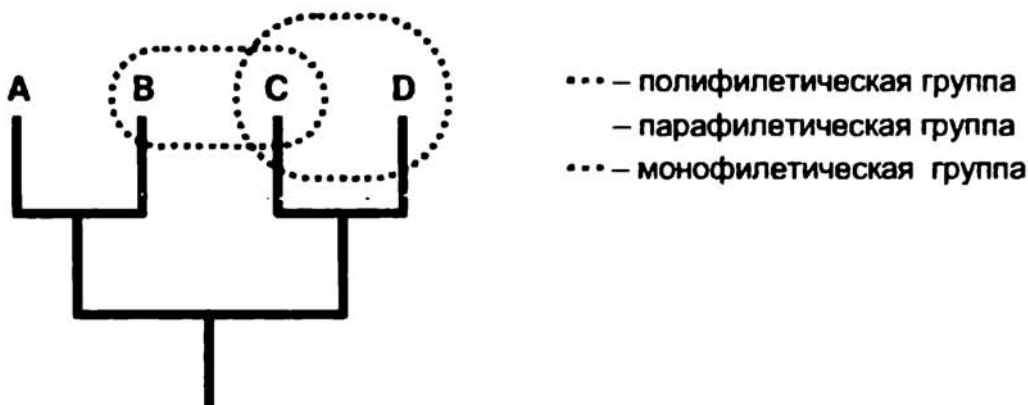 A B C D
···· – полифилетическая группа
– парафилетическая группа
···· – монофилетическая группа